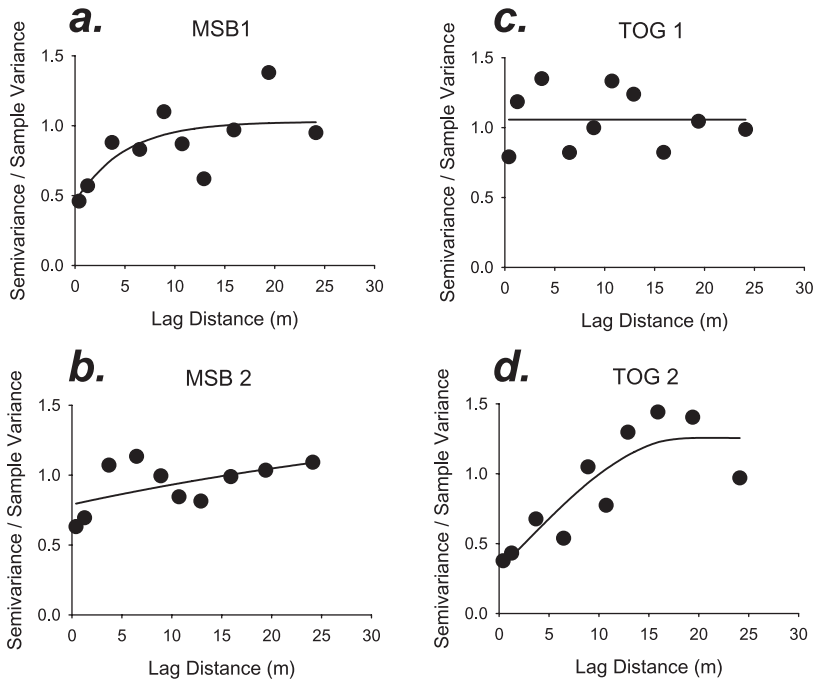 a.
MSB1
Semivariance / Sample Variance
1.5
1.0
0.5
0.0
0 5 10 15 20 25 30
Lag Distance (m)
c.
TOG 1
Semivariance / Sample Variance
1.5
1.0
0.5
0.0
0 5 10 15 20 25 30
Lag Distance (m)
b.
MSB 2
Semivariance / Sample Variance
1.5
1.0
0.5
0.0
0 5 10 15 20 25 30
Lag Distance (m)
d.
TOG 2
Semivariance / Sample Variance
1.5
1.0
0.5
0.0
0 5 10 15 20 25 30
Lag Distance (m)